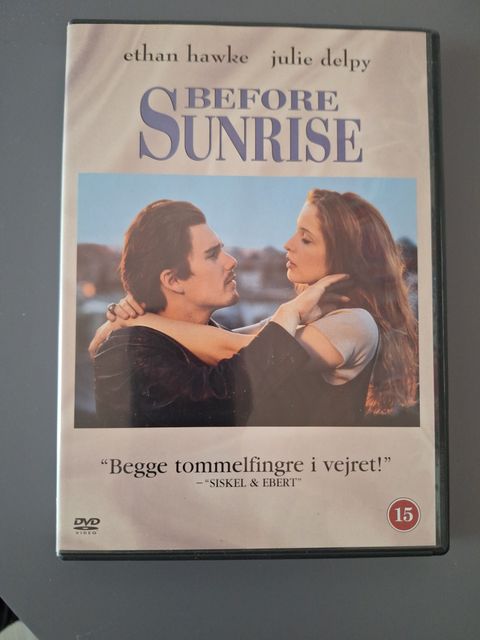 ethan hawke julie delpy
BEFORE
SUNRISE
“Begge tommelfingre i vejret!”
–“SISKEL & EBERT”
DVD
VIDEO
15